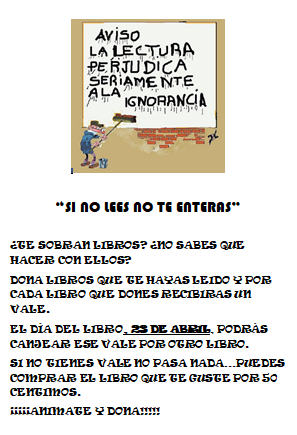 AVISO
LA LECTURA
PERJUDICA
SERIAMENTE
A LA
IGNORANCIA
“SI NO LEES NO TE ENTERAS”
¿TE SOBRAN LIBROS? ¿NO SABES QUE
HACER CON ELLOS?
DONA LIBROS QUE TE HAYAS LEIDO Y POR
CADA LIBRO QUE DONES RECIBIRAS UN
VALE.
EL DÍA DEL LIBRO, 23 DE ABRIL, PODRÁS
CANJEAR ESE VALE POR OTRO LIBRO.
SI NO TIENES VALE NO PASA NADA...PUEDES
COMPRAR EL LIBRO QUE TE GUSTE POR 50
CENTIMOS.
¡¡¡¡¡ANIMATE Y DONA!!!!!